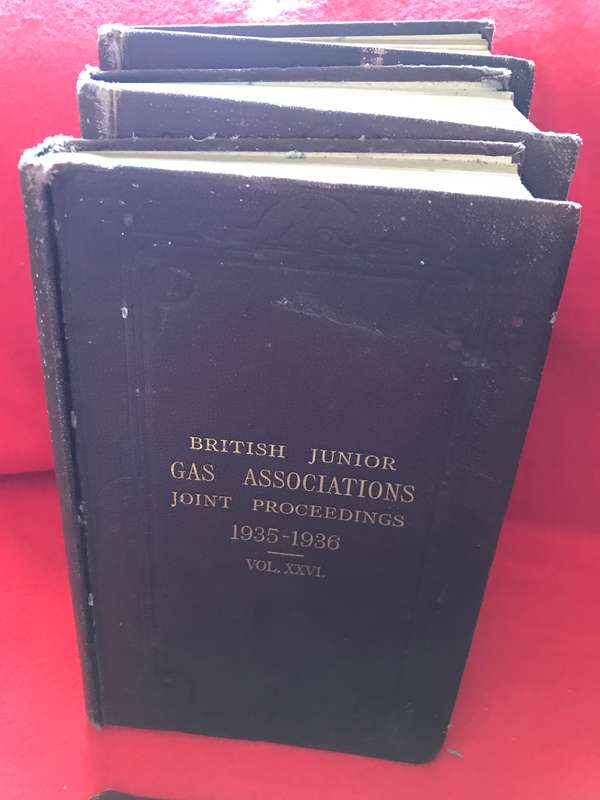 BRITISH JUNIOR
GAS ASSOCIATIONS
JOINT PROCEEDINGS
1935-1936
VOL. XXVI.